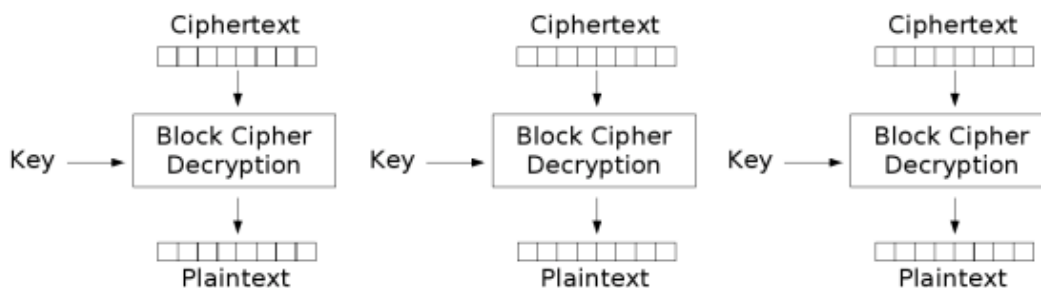 Ciphertext Ciphertext Ciphertext
Key Block Cipher Decryption Key Block Cipher Decryption Key Block Cipher Decryption
Plaintext Plaintext Plaintext